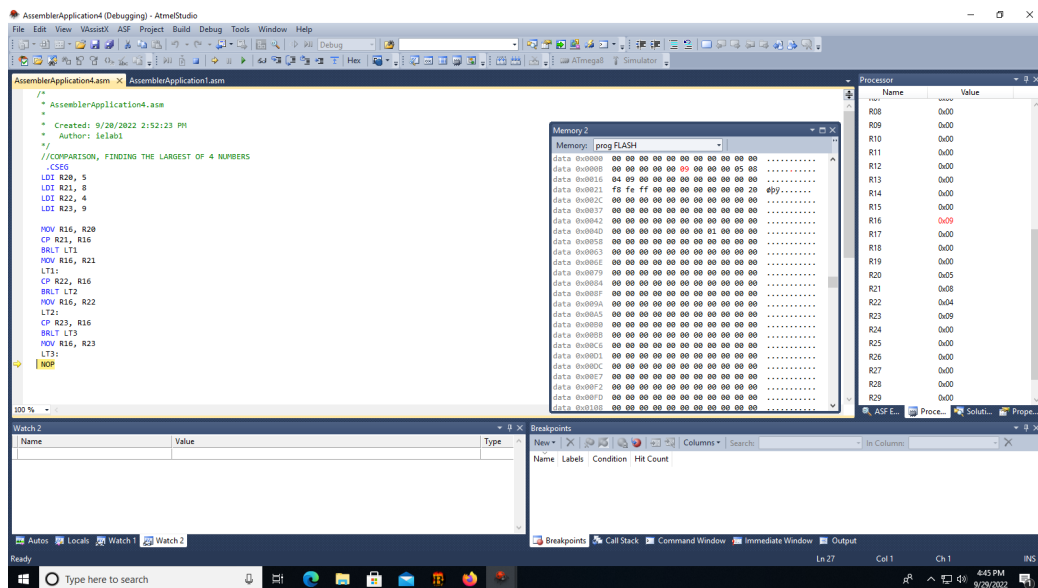 AssemblerApplication4 (Debugging) - AtmelStudio
File Edit View VAssistX ASF Project Build Debug Tools Window Help
Debug
Hex ATmega8 Simulator
AssemblerApplication4.asm AssemblerApplication1.asm
/*
* AssemblerApplication4.asm
*
* Created: 9/20/2022 2:52:23 PM
* Author: ielab1
*/
//COMPARISON, FINDING THE LARGEST OF 4 NUMBERS
.CSEG
LDI R20, 5
LDI R21, 8
LDI R22, 4
LDI R23, 9
MOV R16, R20
CP R21, R16
BRLT LT1
MOV R16, R21
LT1:
CP R22, R16
BRLT LT2
MOV R16, R22
LT2:
CP R23, R16
BRLT LT3
MOV R16, R23
LT3:
NOP
100 %
Memory 2
Memory: prog FLASH
data 0x0000 00 00 00 00 00 00 00 00 00 00 00 ...........
data 0x000B 00 00 00 00 00 09 00 00 00 05 08 ...........
data 0x0016 04 09 00 00 00 00 00 00 00 00 00 ...........
data 0x0021 f8 fe ff 00 00 00 00 00 00 00 20 øþÿ.......
data 0x002C 00 00 00 00 00 00 00 00 00 00 00 ...........
data 0x0037 00 00 00 00 00 00 00 00 00 00 00 ...........
data 0x0042 00 00 00 00 00 00 00 00 00 00 00 ...........
data 0x004D 00 00 00 00 00 00 00 01 00 00 00 ...........
data 0x0058 00 00 00 00 00 00 00 00 00 00 00 ...........
data 0x0063 00 00 00 00 00 00 00 00 00 00 00 ...........
data 0x006E 00 00 00 00 00 00 00 00 00 00 00 ...........
data 0x0079 00 00 00 00 00 00 00 00 00 00 00 ...........
data 0x0084 00 00 00 00 00 00 00 00 00 00 00 ...........
data 0x008F 00 00 00 00 00 00 00 00 00 00 00 ...........
data 0x009A 00 00 00 00 00 00 00 00 00 00 00 ...........
data 0x00A5 00 00 00 00 00 00 00 00 00 00 00 ...........
data 0x00B0 00 00 00 00 00 00 00 00 00 00 00 ...........
data 0x00BB 00 00 00 00 00 00 00 00 00 00 00 ...........
data 0x00C6 00 00 00 00 00 00 00 00 00 00 00 ...........
data 0x00D1 00 00 00 00 00 00 00 00 00 00 00 ...........
data 0x00DC 00 00 00 00 00 00 00 00 00 00 00 ...........
data 0x00E7 00 00 00 00 00 00 00 00 00 00 00 ...........
data 0x00F2 00 00 00 00 00 00 00 00 00 00 00 ...........
data 0x00FD 00 00 00 00 00 00 00 00 00 00 00 ...........
data 0x0108 00 00 00 00 00 00 00 00 00 00 00 ...........
Processor
Name Value
R08 0x00
R09 0x00
R10 0x00
R11 0x00
R12 0x00
R13 0x00
R14 0x00
R15 0x00
R16 0x09
R17 0x00
R18 0x00
R19 0x00
R20 0x05
R21 0x08
R22 0x04
R23 0x09
R24 0x00
R25 0x00
R26 0x00
R27 0x00
R28 0x00
R29 0x00
ASF E... Proce... Soluti... Prope...
Watch 2
Name Value Type
Autos Locals Watch 1 Watch 2
Breakpoints
New Columns Search: In Column:
Name Labels Condition Hit Count
Breakpoints Call Stack Command Window Immediate Window Output
Ready Ln 27 Col 1 Ch 1 INS
Type here to search
4:45 PM
9/29/2022